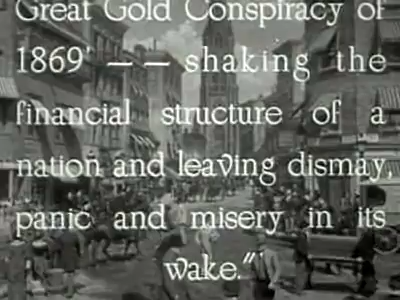 Great Gold Conspiracy of
1869' — — shaking the
financial structure of a
nation and leaving dismay,
panic and misery in its
wake."